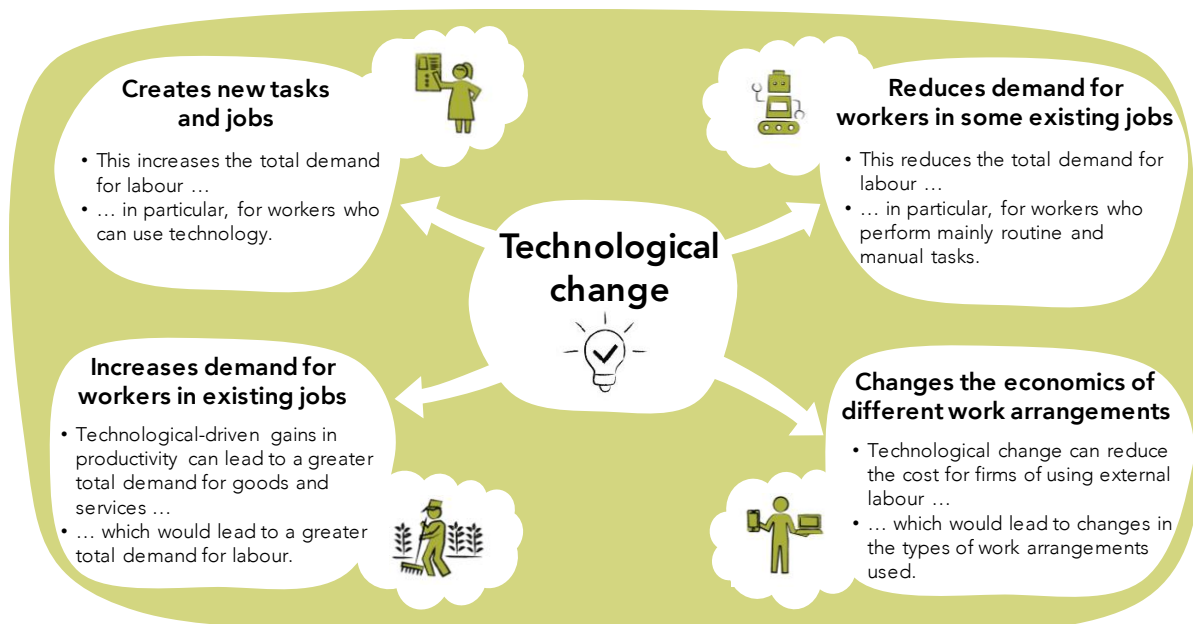 Creates new tasks
and jobs
• This increases the total demand
for labour …
• … in particular, for workers who
can use technology.
Reduces demand for
workers in some existing jobs
• This reduces the total demand for
labour …
• … in particular, for workers who
perform mainly routine and
manual tasks.
Technological
change
Increases demand for
workers in existing jobs
• Technological-driven gains in
productivity can lead to a greater
total demand for goods and
services …
• … which would lead to a greater
total demand for labour.
Changes the economics of
different work arrangements
• Technological change can reduce
the cost for firms of using external
labour …
• … which would lead to changes in
the types of work arrangements
used.